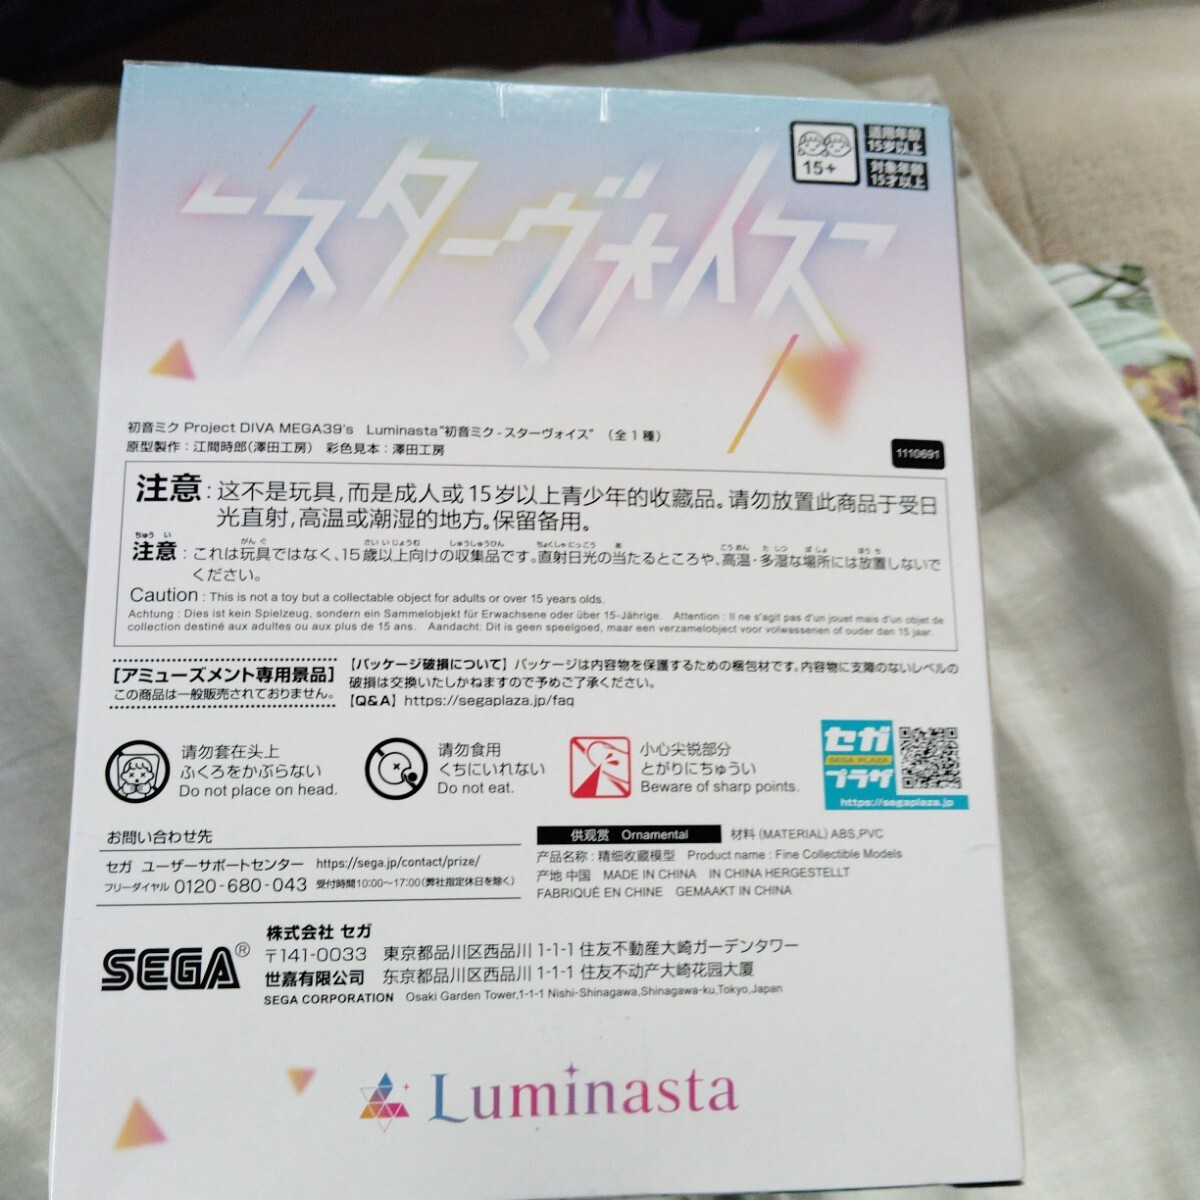 スターヴォイス
15+
适用年龄
15岁以上
対象年齢
15才以上
初音ミク Project DIVA MEGA39's Luminasta"初音ミク-スターヴォイス" (全1種)
原型製作:江間時郎(澤田工房) 彩色見本:澤田工房
1110691
注意:这不是玩具,而是成人或15岁以上青少年的收藏品。请勿放置此商品于受日
光直射,高温或潮湿的地方。保留备用。
注意:これは玩具ではなく、15歳以上向けの収集品です。直射日光の当たるところや、高温・多湿な場所には放置しないで
ください。
Caution : This is not a toy but a collectable object for adults or over 15 years olds.
Achtung : Dies ist kein Spielzeug, sondern ein Sammelobjekt für Erwachsene oder über 15-Jährige. Attention : Il ne s'agit pas d'un jouet mais d'un objet de
collection destiné aux adultes ou aux plus de 15 ans. Aandacht: Dit is geen speelgoed, maar een verzamelobject voor volwassenen of ouder dan 15 jaar.
[アミューズメント専用景品]
この商品は一般販売されておりません。
【パッケージ破損について】パッケージは内容物を保護するための梱包材です。内容物に支障のないレベルの
破損は交換いたしかねますので予めご了承ください。
【Q&A】https://segaplaza.jp/faq
请勿套在头上
ふくろをかぶらない
Do not place on head.
请勿食用
くちにいれない
Do not eat.
小心尖锐部分
とがりにちゅうい
Beware of sharp points.
セガ
SEGA PLAZA
プラザ
https://segaplaza.jp
お問い合わせ先
セガ ユーザーサポートセンター https://sega.jp/contact/prize/
フリーダイヤル 0120-680-043 受付時間10:00~17:00(弊社指定休日を除く)
供观赏 Ornamental 材料(MATERIAL)ABS,PVC
产品名称:精细收藏模型 Product name : Fine Collectible Models
产地 中国 MADE IN CHINA IN CHINA HERGESTELLT
FABRIQUÉ EN CHINE GEMAAKT IN CHINA
SEGA®
株式会社 セガ
〒141-0033 東京都品川区西品川1-1-1住友不動産大崎ガーデンタワー
世嘉有限公司 东京都品川区西品川1-1-1住友不动产大崎花园大厦
SEGA CORPORATION Osaki Garden Tower,1-1-1 Nishi-Shinagawa,Shinagawa-ku,Tokyo,Japan
Luminasta